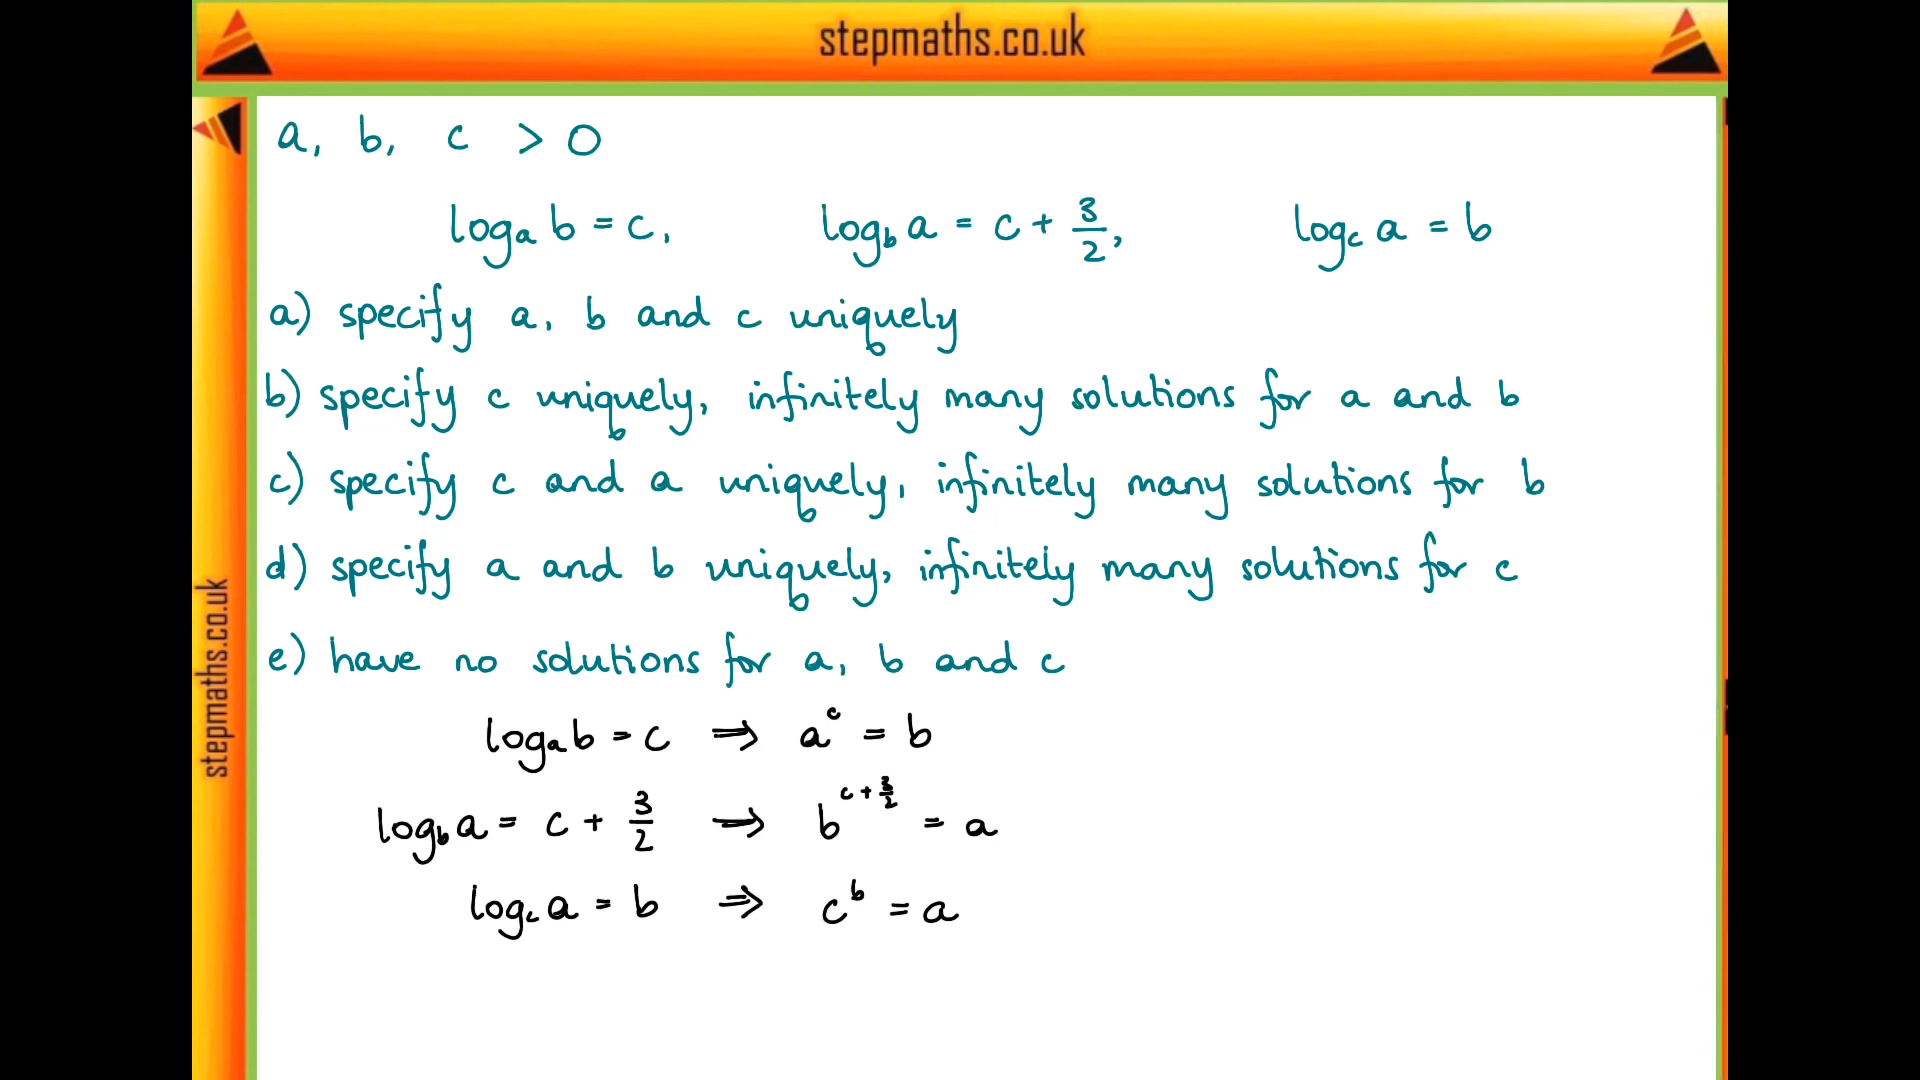 stepmaths.co.uk
stepmaths.co.uk
a, b, c > 0
logₐ b = c, log_b a = c + 3/2, log_c a = b
a) specify a, b and c uniquely
b) specify c uniquely, infinitely many solutions for a and b
c) specify c and a uniquely, infinitely many solutions for b
d) specify a and b uniquely, infinitely many solutions for c
e) have no solutions for a, b and c
logₐ b = c ⇒ a^c = b
log_b a = c + 3/2 ⇒ b^(c + 3/2) = a
log_c a = b ⇒ c^b = a